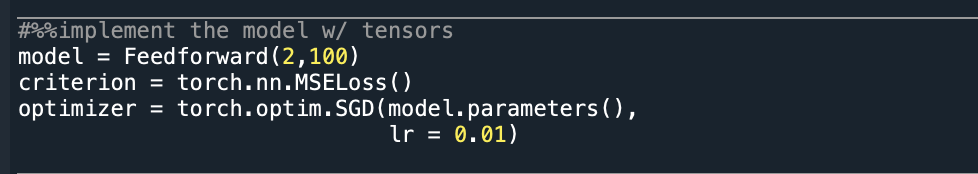 #%%implement the model w/ tensors
model = Feedforward(2,100)
criterion = torch.nn.MSELoss()
optimizer = torch.optim.SGD(model.parameters(),
                            lr = 0.01)